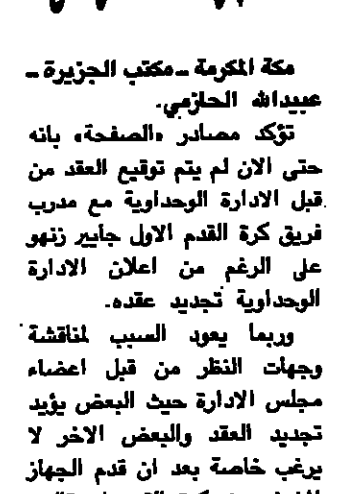 مكة المكرمة ـ مكتب الجزيرة ـ
عبيدالله الحازمي.
تؤكد مصادر «الصفحة» بانه
حتى الان لم يتم توقيع العقد من
قبل الادارة الوحداوية مع مدرب
فريق كرة القدم الاول جايير زنهو
على الرغم من اعلان الادارة
الوحداوية تجديد عقده.
وربما يعود السبب لمناقشة
وجهات النظر من قبل اعضاء
مجلس الادارة حيث البعض يؤيد
تجديد العقد والبعض الاخر لا
يرغب خاصة بعد ان قدم الجهاز